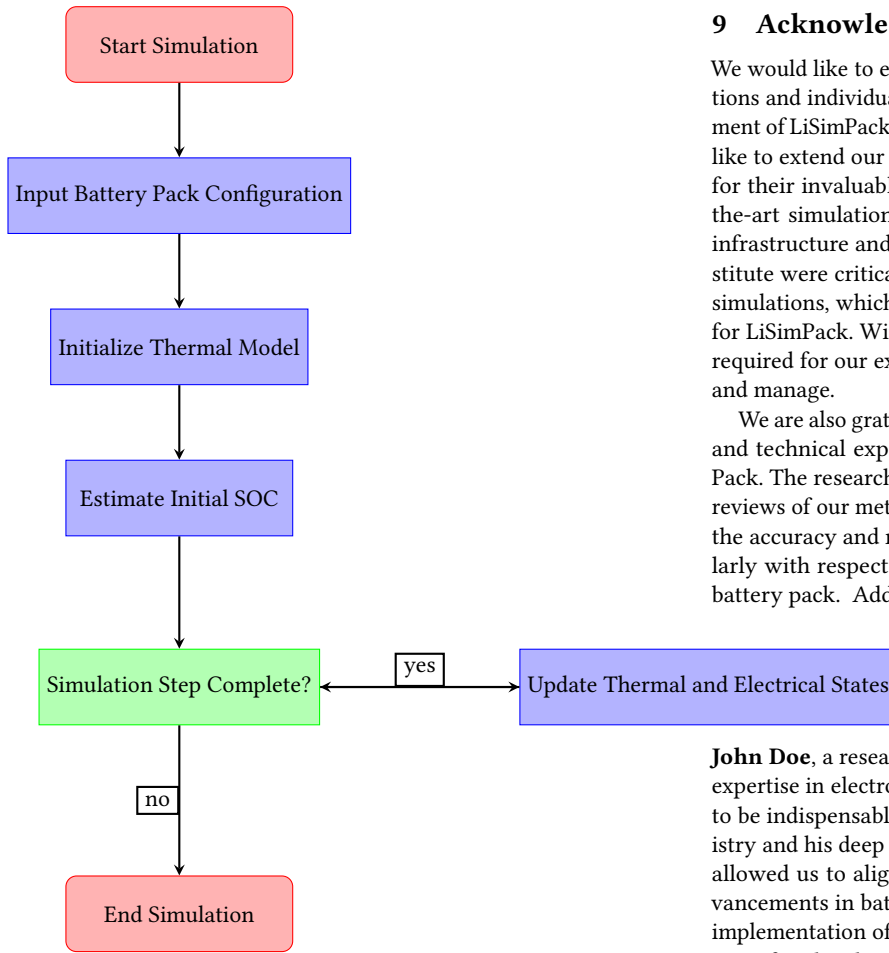 Start Simulation
Input Battery Pack Configuration
Initialize Thermal Model
Estimate Initial SOC
Simulation Step Complete?
yes
Update Thermal and Electrical States
no
End Simulation
9 Acknowle
We would like to e
tions and individua
ment of LiSimPack
like to extend our
for their invaluabl
the-art simulation
infrastructure and
stitute were critica
simulations, which
for LiSimPack. Wi
required for our ex
and manage.
We are also grat
and technical exp
Pack. The research
reviews of our met
the accuracy and r
larly with respect
battery pack. Add
John Doe, a resea
expertise in electro
to be indispensabl
istry and his deep
allowed us to alig
vancements in bat
implementation of